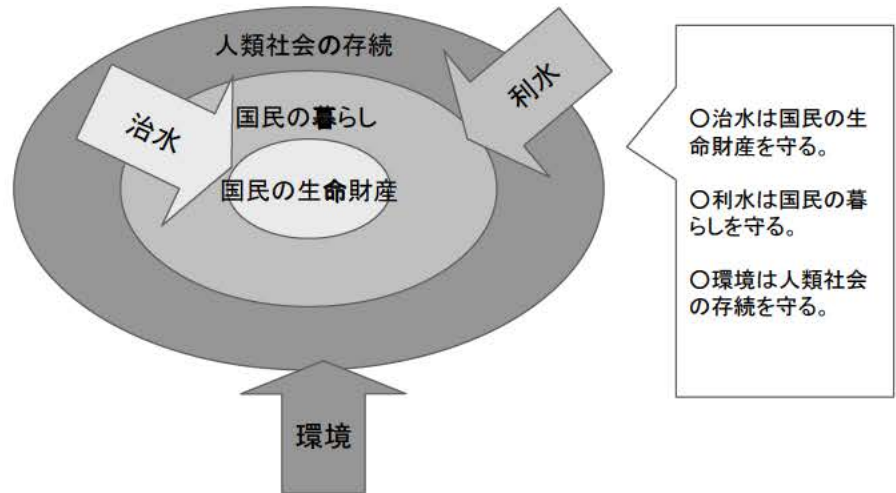 人類社会の存続
利水
治水
国民の暮らし
国民の生命財産
環境
〇治水は国民の生
命財産を守る。
〇利水は国民の暮
らしを守る。
〇環境は人類社会
の存続を守る。